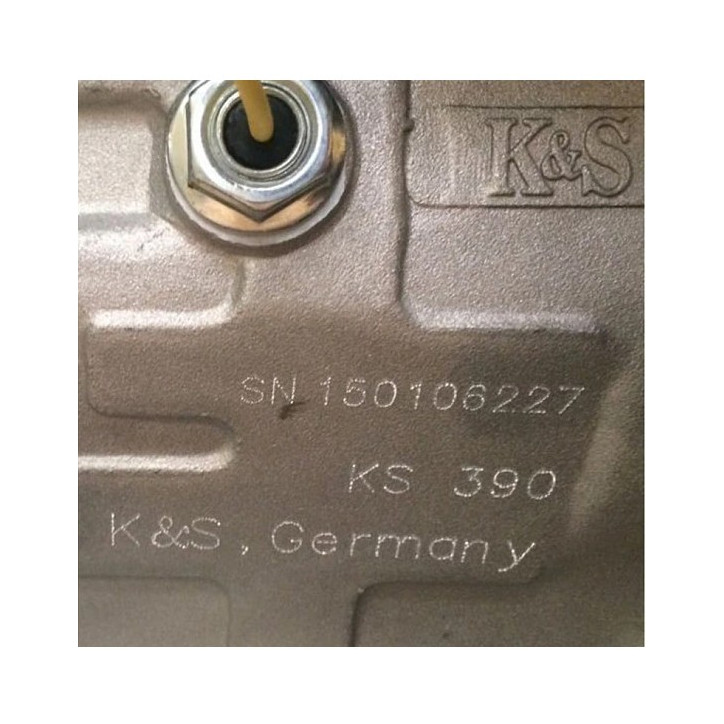 K&S
SN 150106227
KS 390
K&S, Germany